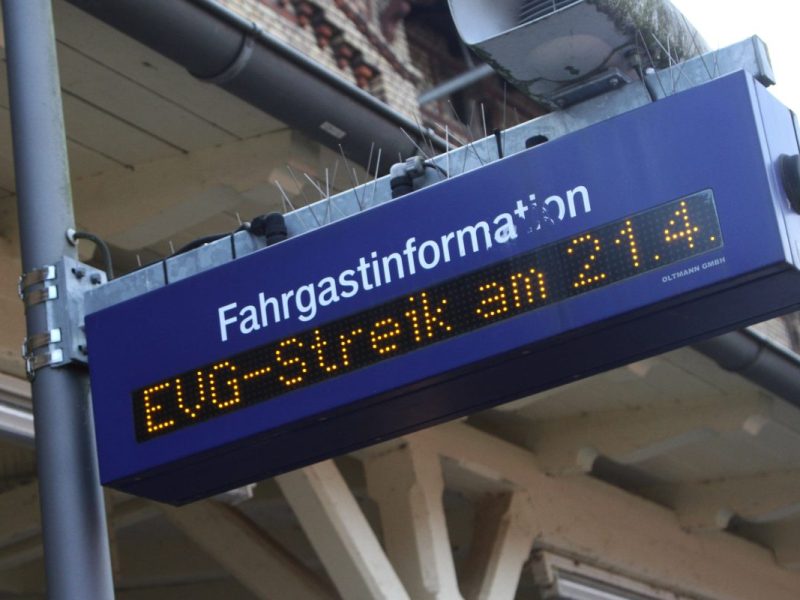 Fahrgastinformation
EVG-Streik am 21.4.
OLTMANN GMBH